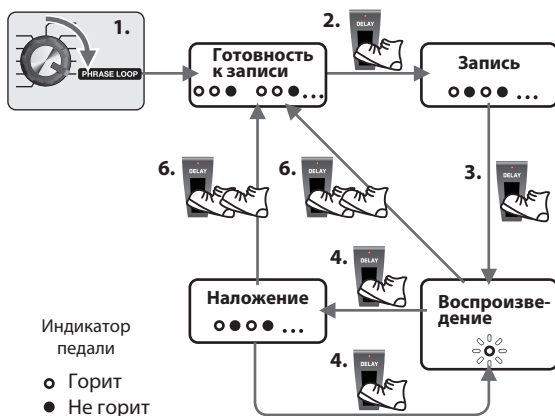 1.
PHRASE LOOP
Готовность
к записи
2.
DELAY
Запись
3.
DELAY
6.
DELAY
6.
DELAY
4.
DELAY
Наложение
Воспроизве-
дение
4.
DELAY
Индикатор
педали
Горит
Не горит